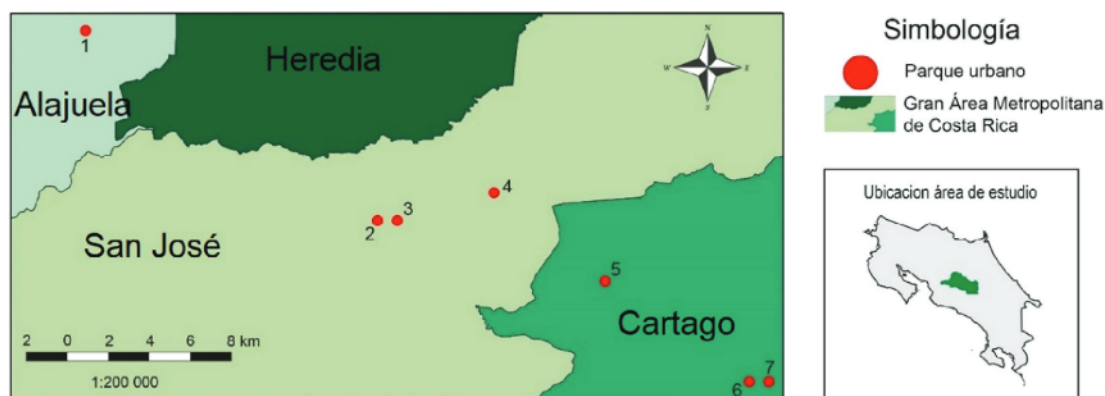 1
Heredia
Alajuela
N
W
E
S
4
2
3
San José
5
Cartago
2 0 2 4 6 8 km
1:200 000
6
7
Simbología
Parque urbano
Gran Área Metropolitana
de Costa Rica
Ubicacion área de estudio